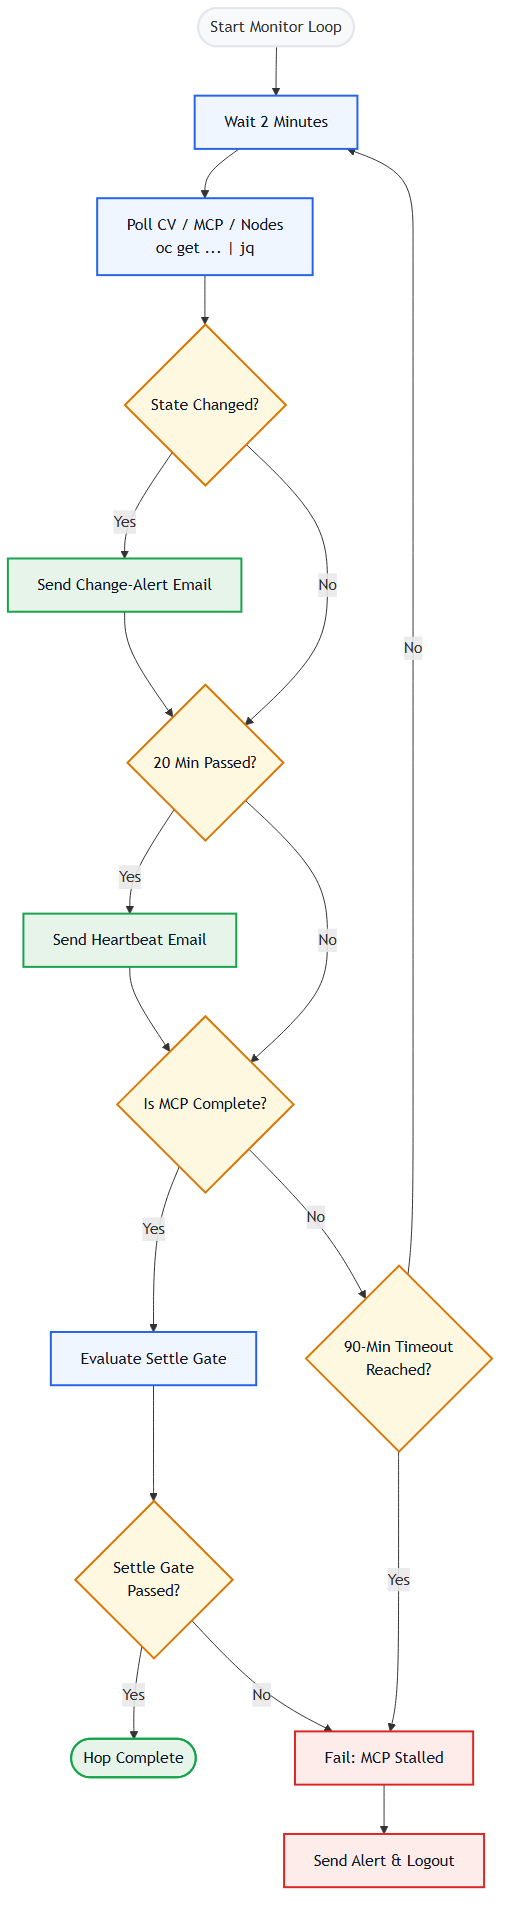 Start Monitor Loop
Wait 2 Minutes
Poll CV / MCP / Nodes
oc get ... | jq
State Changed?
Yes
Send Change-Alert Email
No
No
20 Min Passed?
Yes
Send Heartbeat Email
No
Is MCP Complete?
Yes
No
Evaluate Settle Gate
90-Min Timeout
Reached?
Settle Gate
Passed?
Yes
Yes
No
Hop Complete
Fail: MCP Stalled
Send Alert & Logout